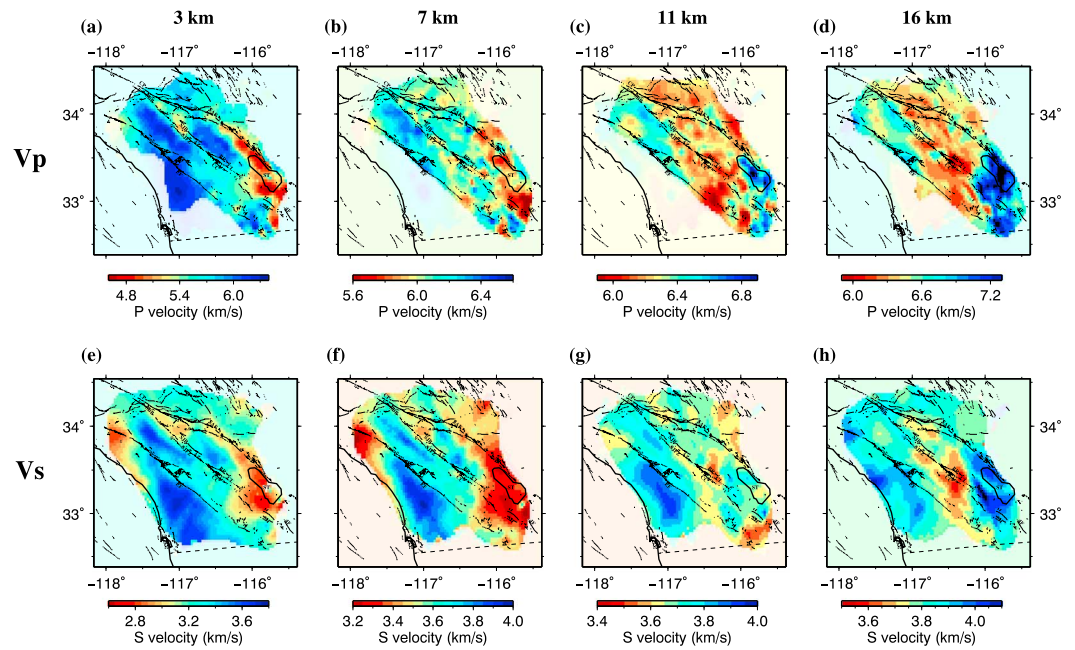 3 km 7 km 11 km 16 km
(a) (b) (c) (d)
−118° −117° −116° −118° −117° −116° −118° −117° −116° −118° −117° −116°
34° 34°
Vp
33° 33°
4.8 5.4 6.0 5.6 6.0 6.4 6.0 6.4 6.8 6.0 6.6 7.2
P velocity (km/s) P velocity (km/s) P velocity (km/s) P velocity (km/s)
(e) (f) (g) (h)
34° 34°
Vs
33° 33°
−118° −117° −116° −118° −117° −116° −118° −117° −116° −118° −117° −116°
2.8 3.2 3.6 3.2 3.4 3.6 3.8 4.0 3.4 3.6 3.8 4.0 3.6 3.8 4.0
S velocity (km/s) S velocity (km/s) S velocity (km/s) S velocity (km/s)